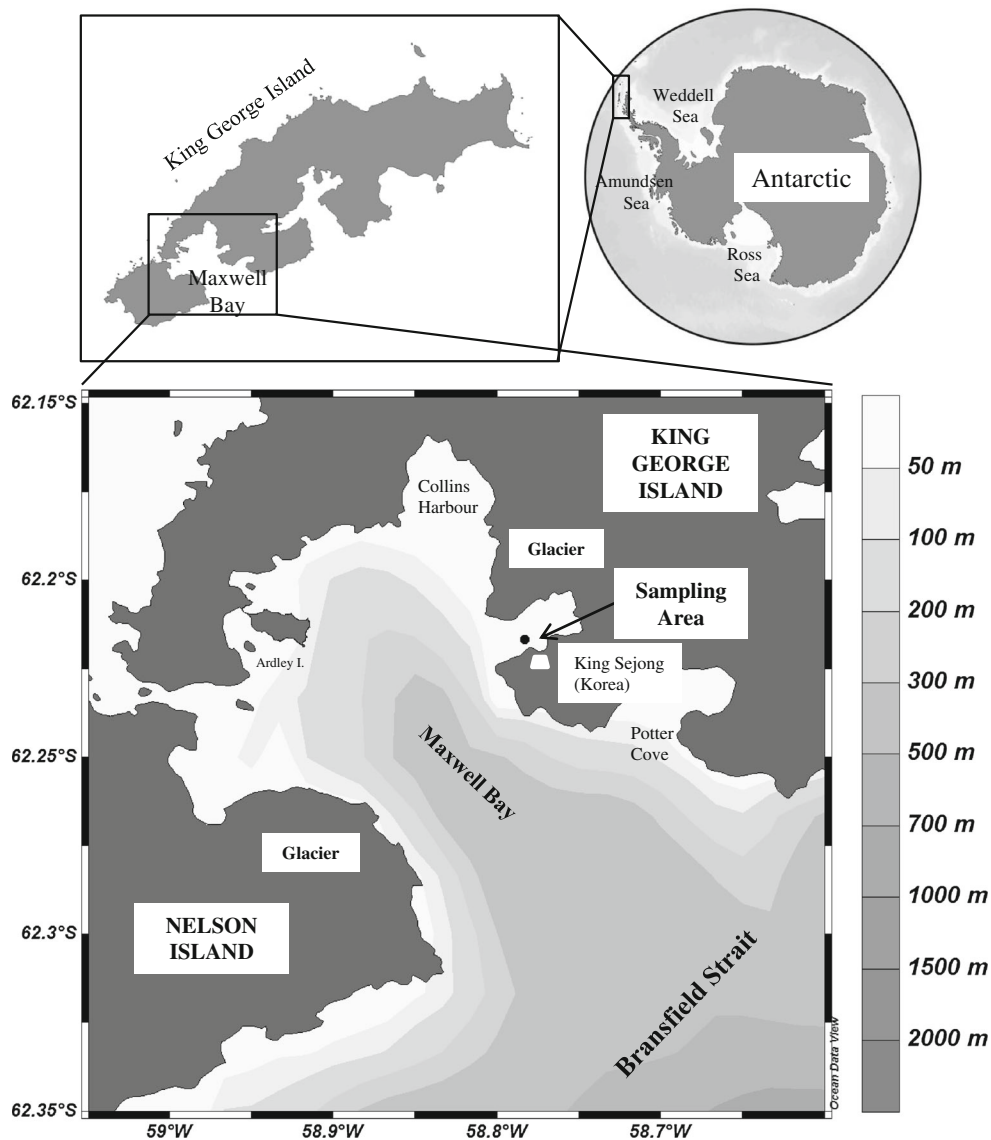 King George Island
Maxwell
Bay
Weddell
Sea
Amundsen
Sea
Antarctic
Ross
Sea
62.15°S
62.2°S
62.25°S
62.3°S
62.35°S
59°W
58.9°W
58.8°W
58.7°W
Collins
Harbour
KING
GEORGE
ISLAND
Glacier
Sampling
Area
Ardley I.
King Sejong
(Korea)
Potter
Cove
Maxwell Bay
Glacier
NELSON
ISLAND
Bransfield Strait
Ocean Data View
50 m
100 m
200 m
300 m
500 m
700 m
1000 m
1500 m
2000 m